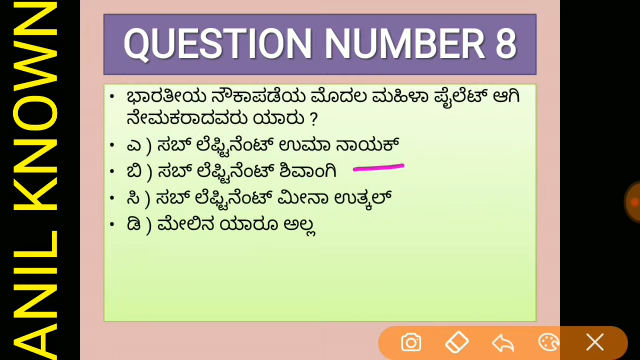 ANIL KNOWN
QUESTION NUMBER 8
• ಭಾರತೀಯ ನೌಕಾಪಡೆಯ ಮೊದಲ ಮಹಿಳಾ ಪೈಲೆಟ್ ಆಗಿ
ನೇಮಕರಾದವರು ಯಾರು ?
• ಎ ) ಸಬ್ ಲೆಫ್ಟಿನೆಂಟ್ ಉಮಾ ನಾಯಕ್
• ಬಿ ) ಸಬ್ ಲೆಫ್ಟಿನೆಂಟ್ ಶಿವಾಂಗಿ
• ಸಿ ) ಸಬ್ ಲೆಫ್ಟಿನೆಂಟ್ ಮೀನಾ ಉತ್ಕಲ್
• ಡಿ ) ಮೇಲಿನ ಯಾರೂ ಅಲ್ಲ